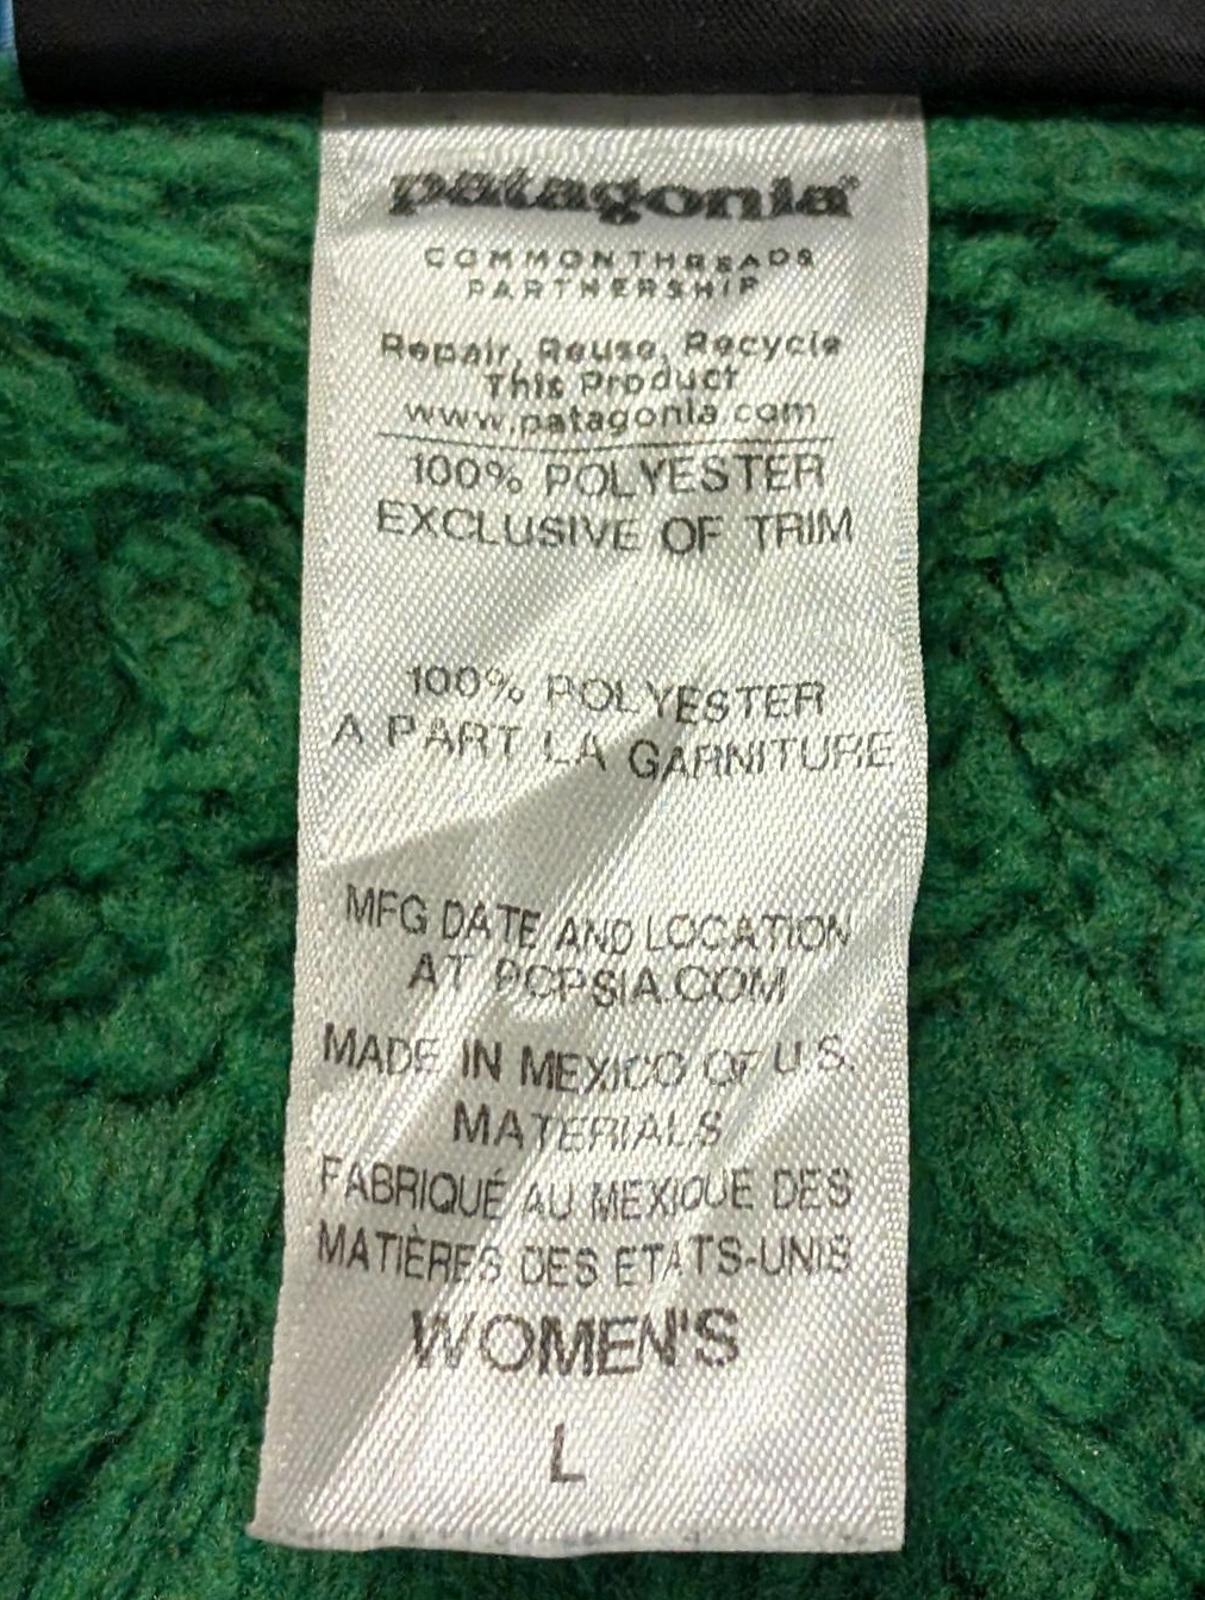 patagonia®
COMMON THREADS
PARTNERSHIP
Repair, Reuse, Recycle
This Product
www.patagonia.com
100% POLYESTER
EXCLUSIVE OF TRIM
100% POLYESTER
A PART LA GARNITURE
MFG DATE AND LOCATION
AT PCPSIA.COM
MADE IN MEXICO OF U.S.
MATERIALS
FABRIQUÉ AU MEXIQUE DES
MATIÈRES DES ETATS-UNIS
WOMEN'S
L